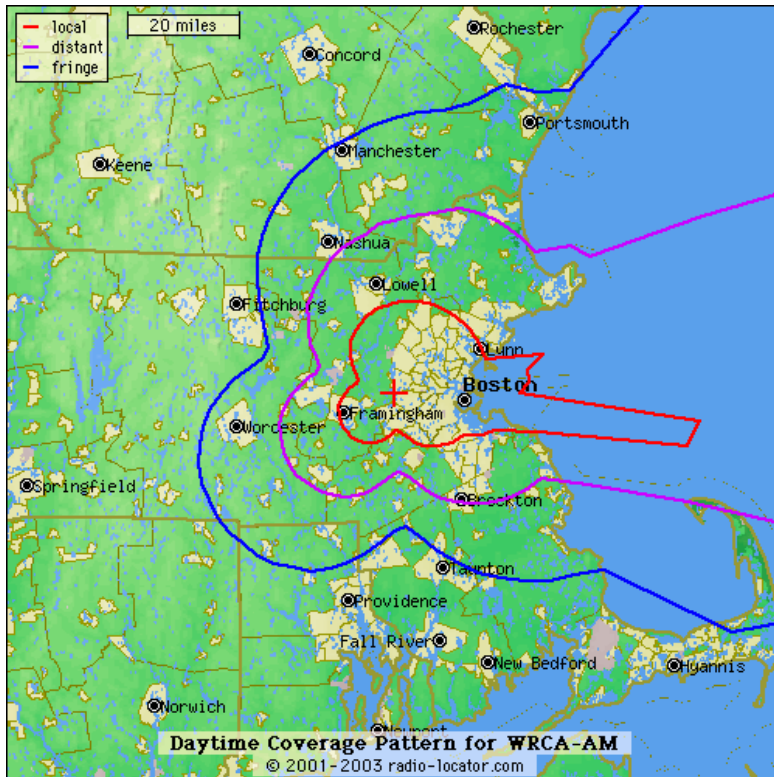 local
distant
fringe
20 miles
Rochester
Concord
Portsmouth
Manchester
Keene
Nashua
Lowell
Fitchburg
Lynn
Boston
Framingham
Worcester
Springfield
Brockton
Taunton
Providence
Fall River
New Bedford
Hyannis
Norwich
Newport
Daytime Coverage Pattern for WRCA-AM
© 2001-2003 radio-locator.com